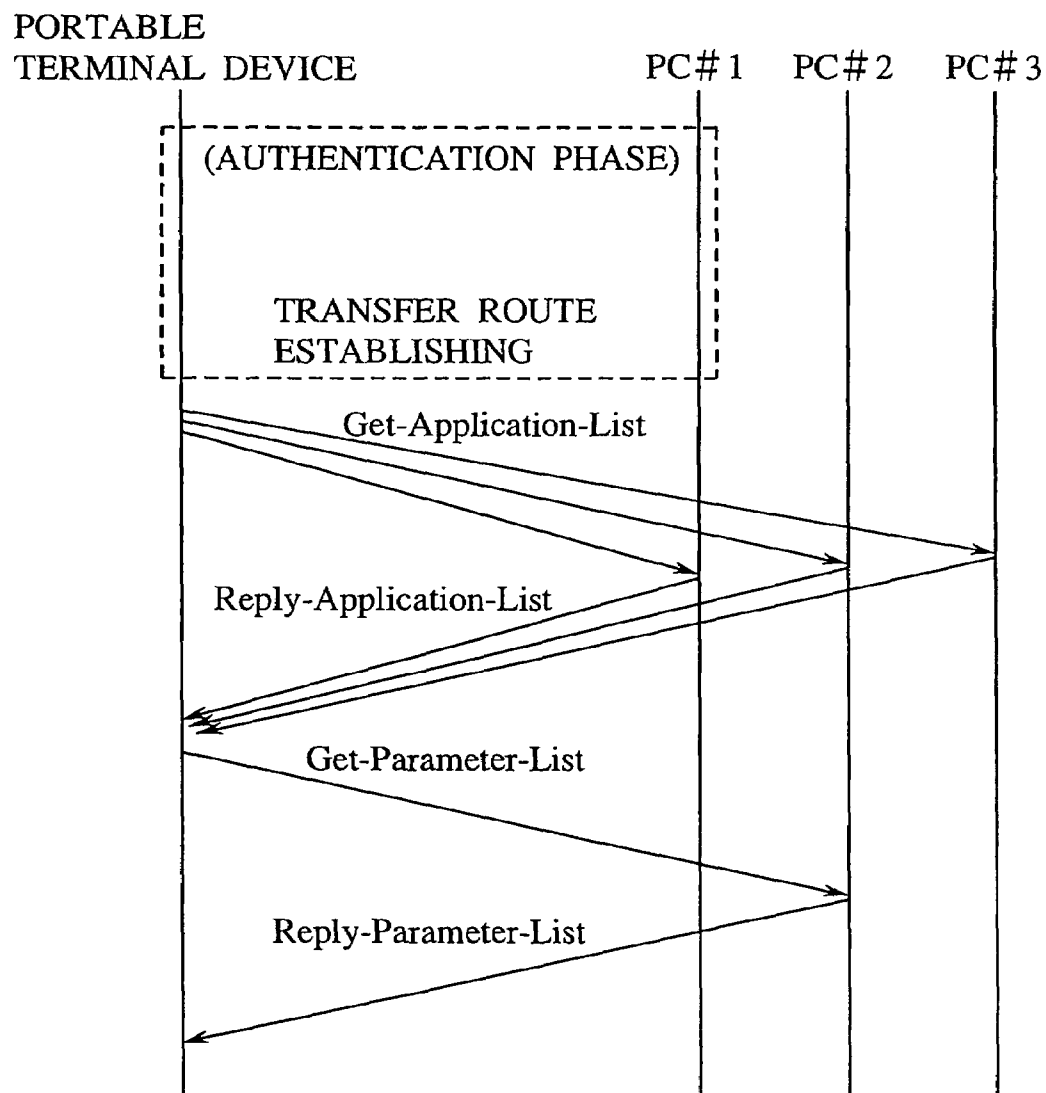 PORTABLE
TERMINAL DEVICE
PC#1 PC#2 PC#3
(AUTHENTICATION PHASE)
TRANSFER ROUTE
ESTABLISHING
Get-Application-List
Reply-Application-List
Get-Parameter-List
Reply-Parameter-List